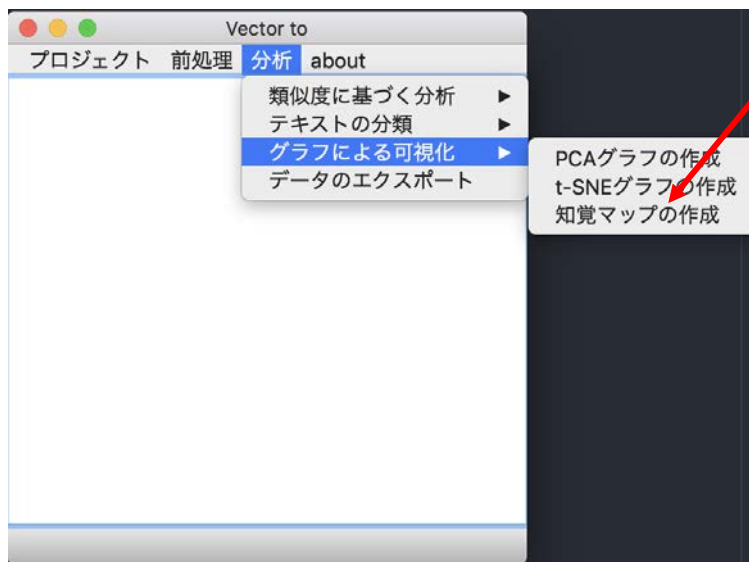 Vector to
プロジェクト 前処理 分析 about
類似度に基づく分析 ▶
テキストの分類 ▶
グラフによる可視化 ▶
データのエクスポート
PCAグラフの作成
t-SNEグラフの作成
知覚マップの作成